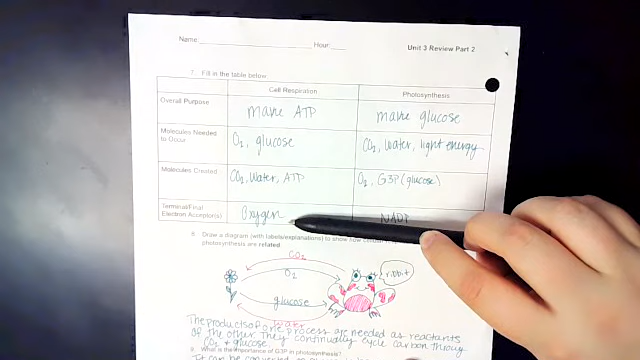 Name: Hour: Unit 3 Review Part 2
7. Fill in the table below
Cell Respiration Photosynthesis
Overall Purpose make ATP make glucose
Molecules Needed to Occur O2, glucose CO2, water, light energy
Molecules Created CO2, Water, ATP O2, G3P (glucose)
Terminal/Final Electron Acceptor(s) Oxygen NADP
8. Draw a diagram (with labels/explanations) to show how
photosynthesis are related
CO2
O2
ribbit
glucose
water
The products of one process are needed as reactants
of the other. They continually cycle carbon through
CO2 + glucose
9. What is the importance of G3P in photosynthesis?
It can be